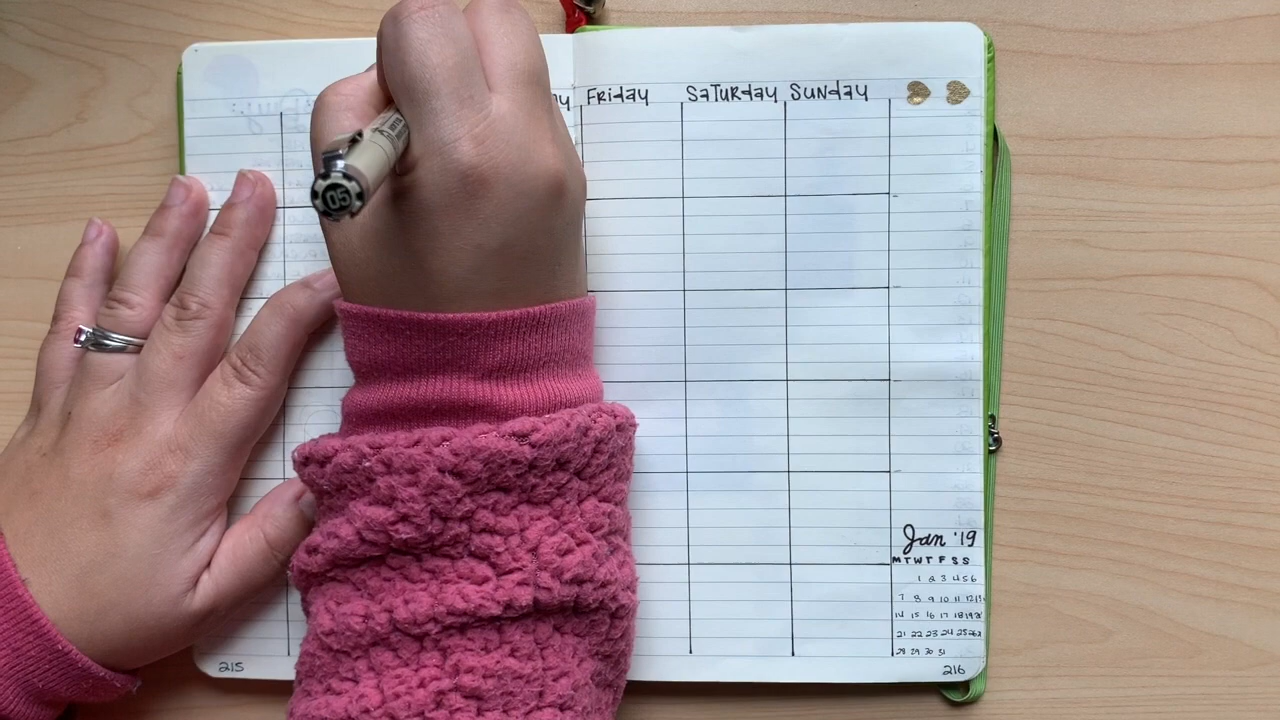 05
Friday
Saturday
Sunday
Jan '19
M T W T F S S
1 2 3 4 5 6
7 8 9 10 11 12 13
14 15 16 17 18 19 20
21 22 23 24 25 26
28 29 30 31
215
216